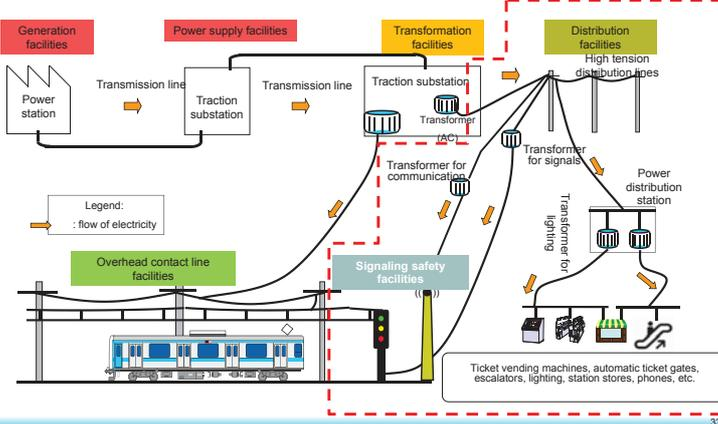 Generation
facilities
Power supply facilities
Transformation
facilities
Distribution
facilities
High tension
distribution lines
Transmission line
Transmission line
Power
station
Traction
substation
Traction substation
Transformer
(AC)
Transformer for
communication
Transformer
for signals
Power
distribution
station
Transformer for
lighting
Legend:
: flow of electricity
Overhead contact line
facilities
Signaling safety
facilities
Ticket vending machines, automatic ticket gates,
escalators, lighting, station stores, phones, etc.